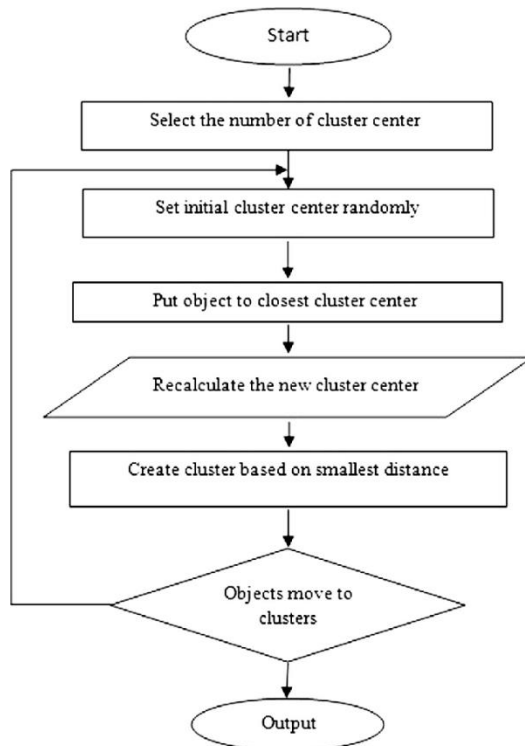 Start
Select the number of cluster center
Set initial cluster center randomly
Put object to closest cluster center
Recalculate the new cluster center
Create cluster based on smallest distance
Objects move to
clusters
Output